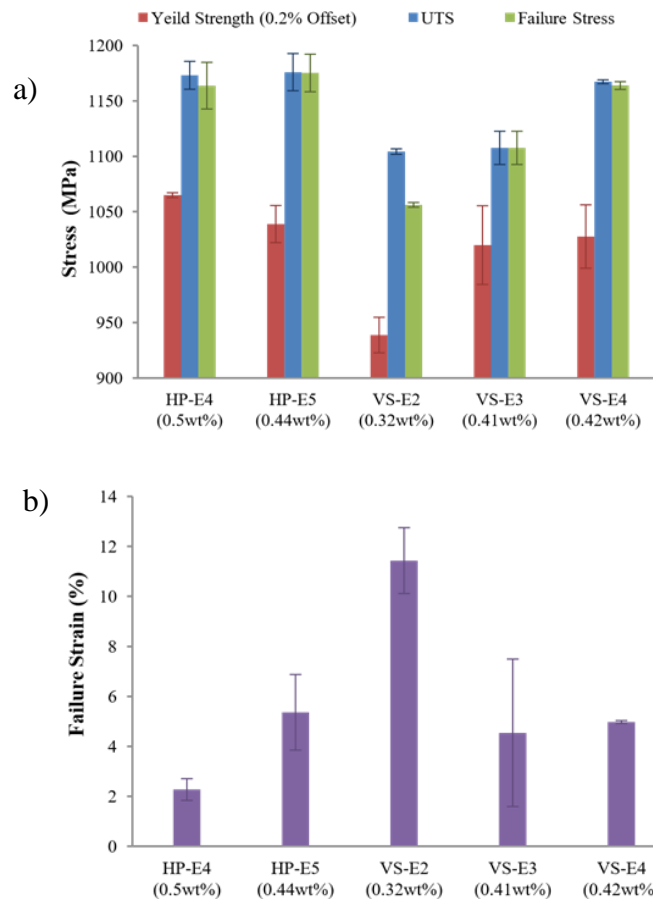 Yeild Strength (0.2% Offset) UTS Failure Stress
a)
1200
1150
1100
1050
1000
950
900
Stress (MPa)
HP-E4 HP-E5 VS-E2 VS-E3 VS-E4
(0.5wt%) (0.44wt%) (0.32wt%) (0.41wt%) (0.42wt%)
b)
14
12
10
8
6
4
2
0
Failure Strain (%)
HP-E4 HP-E5 VS-E2 VS-E3 VS-E4
(0.5wt%) (0.44wt%) (0.32wt%) (0.41wt%) (0.42wt%)